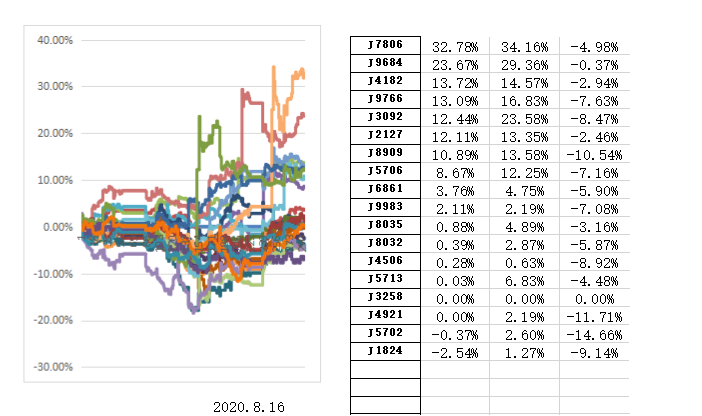 40.00%
30.00%
20.00%
10.00%
0.00%
-10.00%
-20.00%
-30.00%
2020.8.16
J7806 32.78% 34.16% -4.98%
J9684 23.67% 29.36% -0.37%
J4182 13.72% 14.57% -2.94%
J9766 13.09% 16.83% -7.63%
J3092 12.44% 23.58% -8.47%
J2127 12.11% 13.35% -2.46%
J8909 10.89% 13.58% -10.54%
J5706 8.67% 12.25% -7.16%
J6861 3.76% 4.75% -5.90%
J9983 2.11% 2.19% -7.08%
J8035 0.88% 4.89% -3.16%
J8032 0.39% 2.87% -5.87%
J4506 0.28% 0.63% -8.92%
J5713 0.03% 6.83% -4.48%
J3258 0.00% 0.00% 0.00%
J4921 0.00% 2.19% -11.71%
J5702 -0.37% 2.60% -14.66%
J1824 -2.54% 1.27% -9.14%